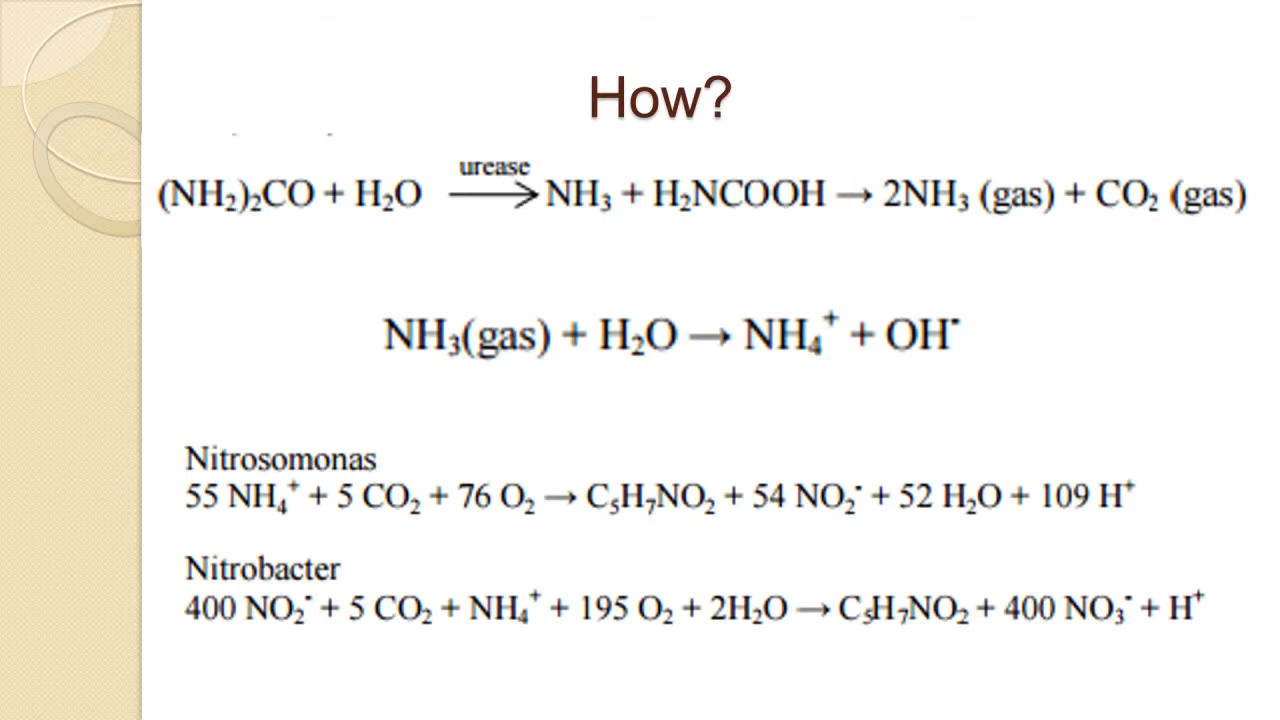 How?
urease
(NH₂)₂CO + H₂O ⟶ NH₃ + H₂NCOOH → 2NH₃ (gas) + CO₂ (gas)
NH₃(gas) + H₂O → NH₄⁺ + OH⁻
Nitrosomonas
55 NH₄⁺ + 5 CO₂ + 76 O₂ → C₅H₇NO₂ + 54 NO₂⁻ + 52 H₂O + 109 H⁺
Nitrobacter
400 NO₂⁻ + 5 CO₂ + NH₄⁺ + 195 O₂ + 2H₂O → C₅H₇NO₂ + 400 NO₃⁻ + H⁺